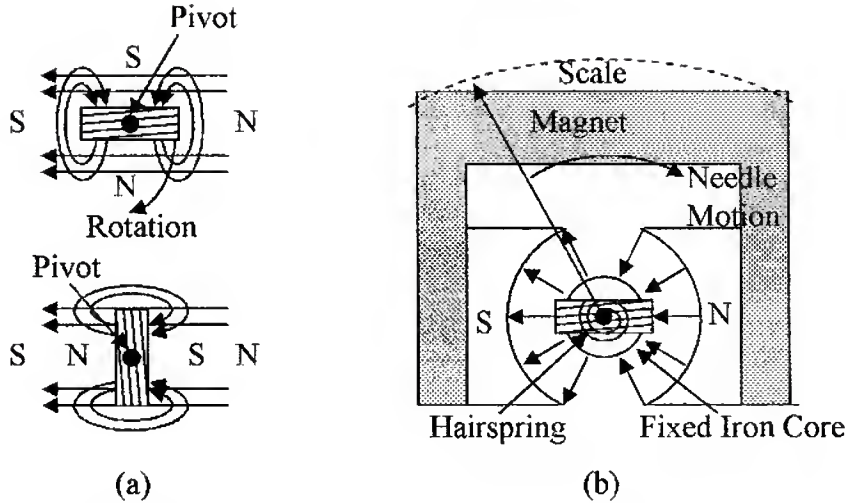 Pivot
S
S
N
N
Rotation
Pivot
S
N
S
N
(a)
Scale
Magnet
Needle
Motion
S
N
Hairspring
Fixed Iron Core
(b)